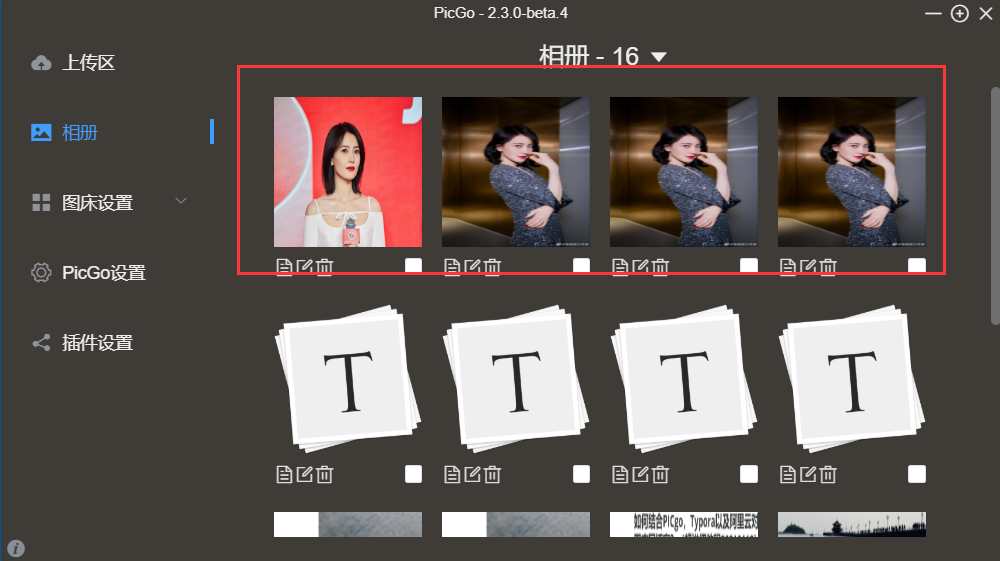 PicGo - 2.3.0-beta.4
上传区
相册
图床设置
PicGo设置
插件设置
相册 - 16
T
T
T
T
如何结合PICgo，Typora以及阿里云对